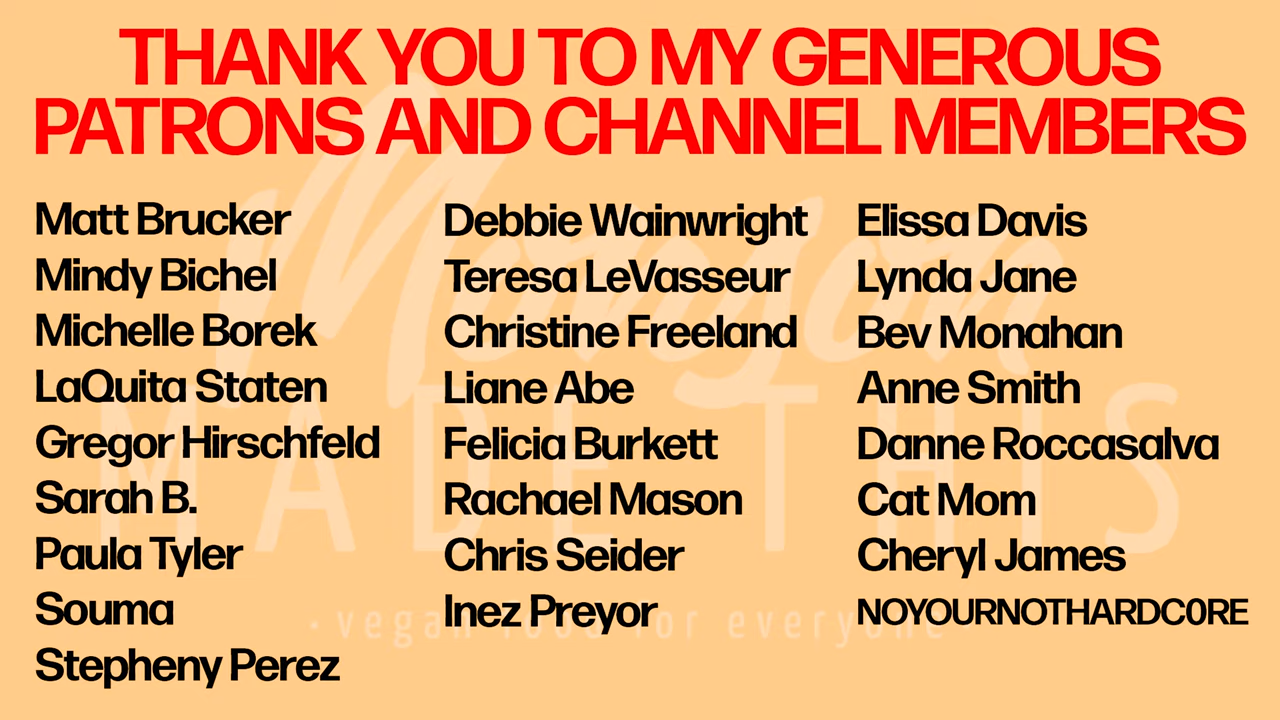 THANK YOU TO MY GENEROUS
PATRONS AND CHANNEL MEMBERS
Matt Brucker
Mindy Bichel
Michelle Borek
LaQuita Staten
Gregor Hirschfeld
Sarah B.
Paula Tyler
Souma
Stepheny Perez
Debbie Wainwright
Teresa LeVasseur
Christine Freeland
Liane Abe
Felicia Burkett
Rachael Mason
Chris Seider
Inez Preyor
Elissa Davis
Lynda Jane
Bev Monahan
Anne Smith
Danne Roccasalva
Cat Mom
Cheryl James
NOYOURNOTHARDC0RE
MADE THIS
· vegan food for everyone